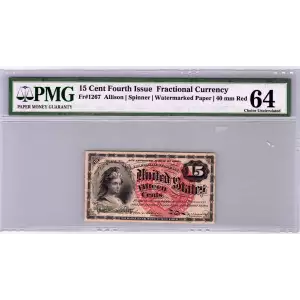 PMG
PAPER MONEY GUARANTY
15 Cent Fourth Issue Fractional Currency
Fr#1267 Allison | Spinner | Watermarked Paper | 40 mm Red
64
Choice Uncirculated
15
United States
Fifteen
Cents